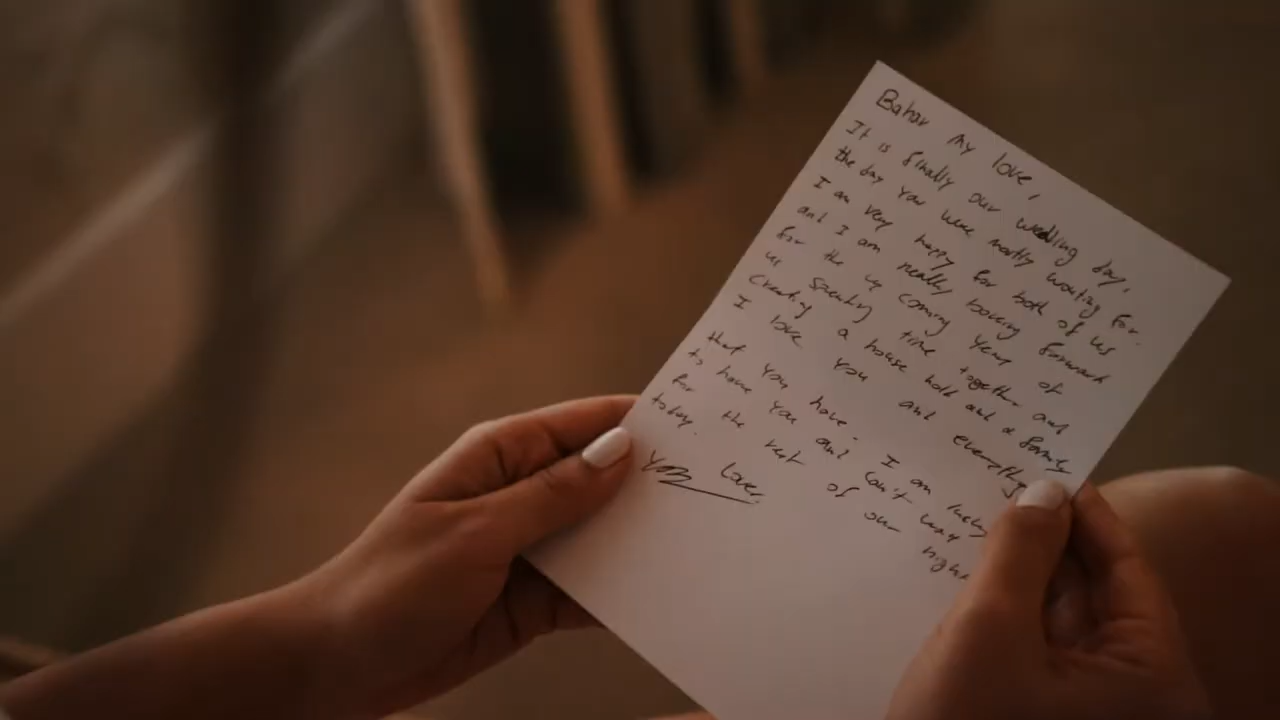 Bahar My love,
It is finally our wedding day,
the day you were mostly waiting for.
I am very happy for both of us
and I am really looking forward
for the up coming years of
us spending time together and
Creating a house hold and a family
I love you and everything
that you have. I am lucky
to have you and can't wait
for the rest of our night
today.
Love,